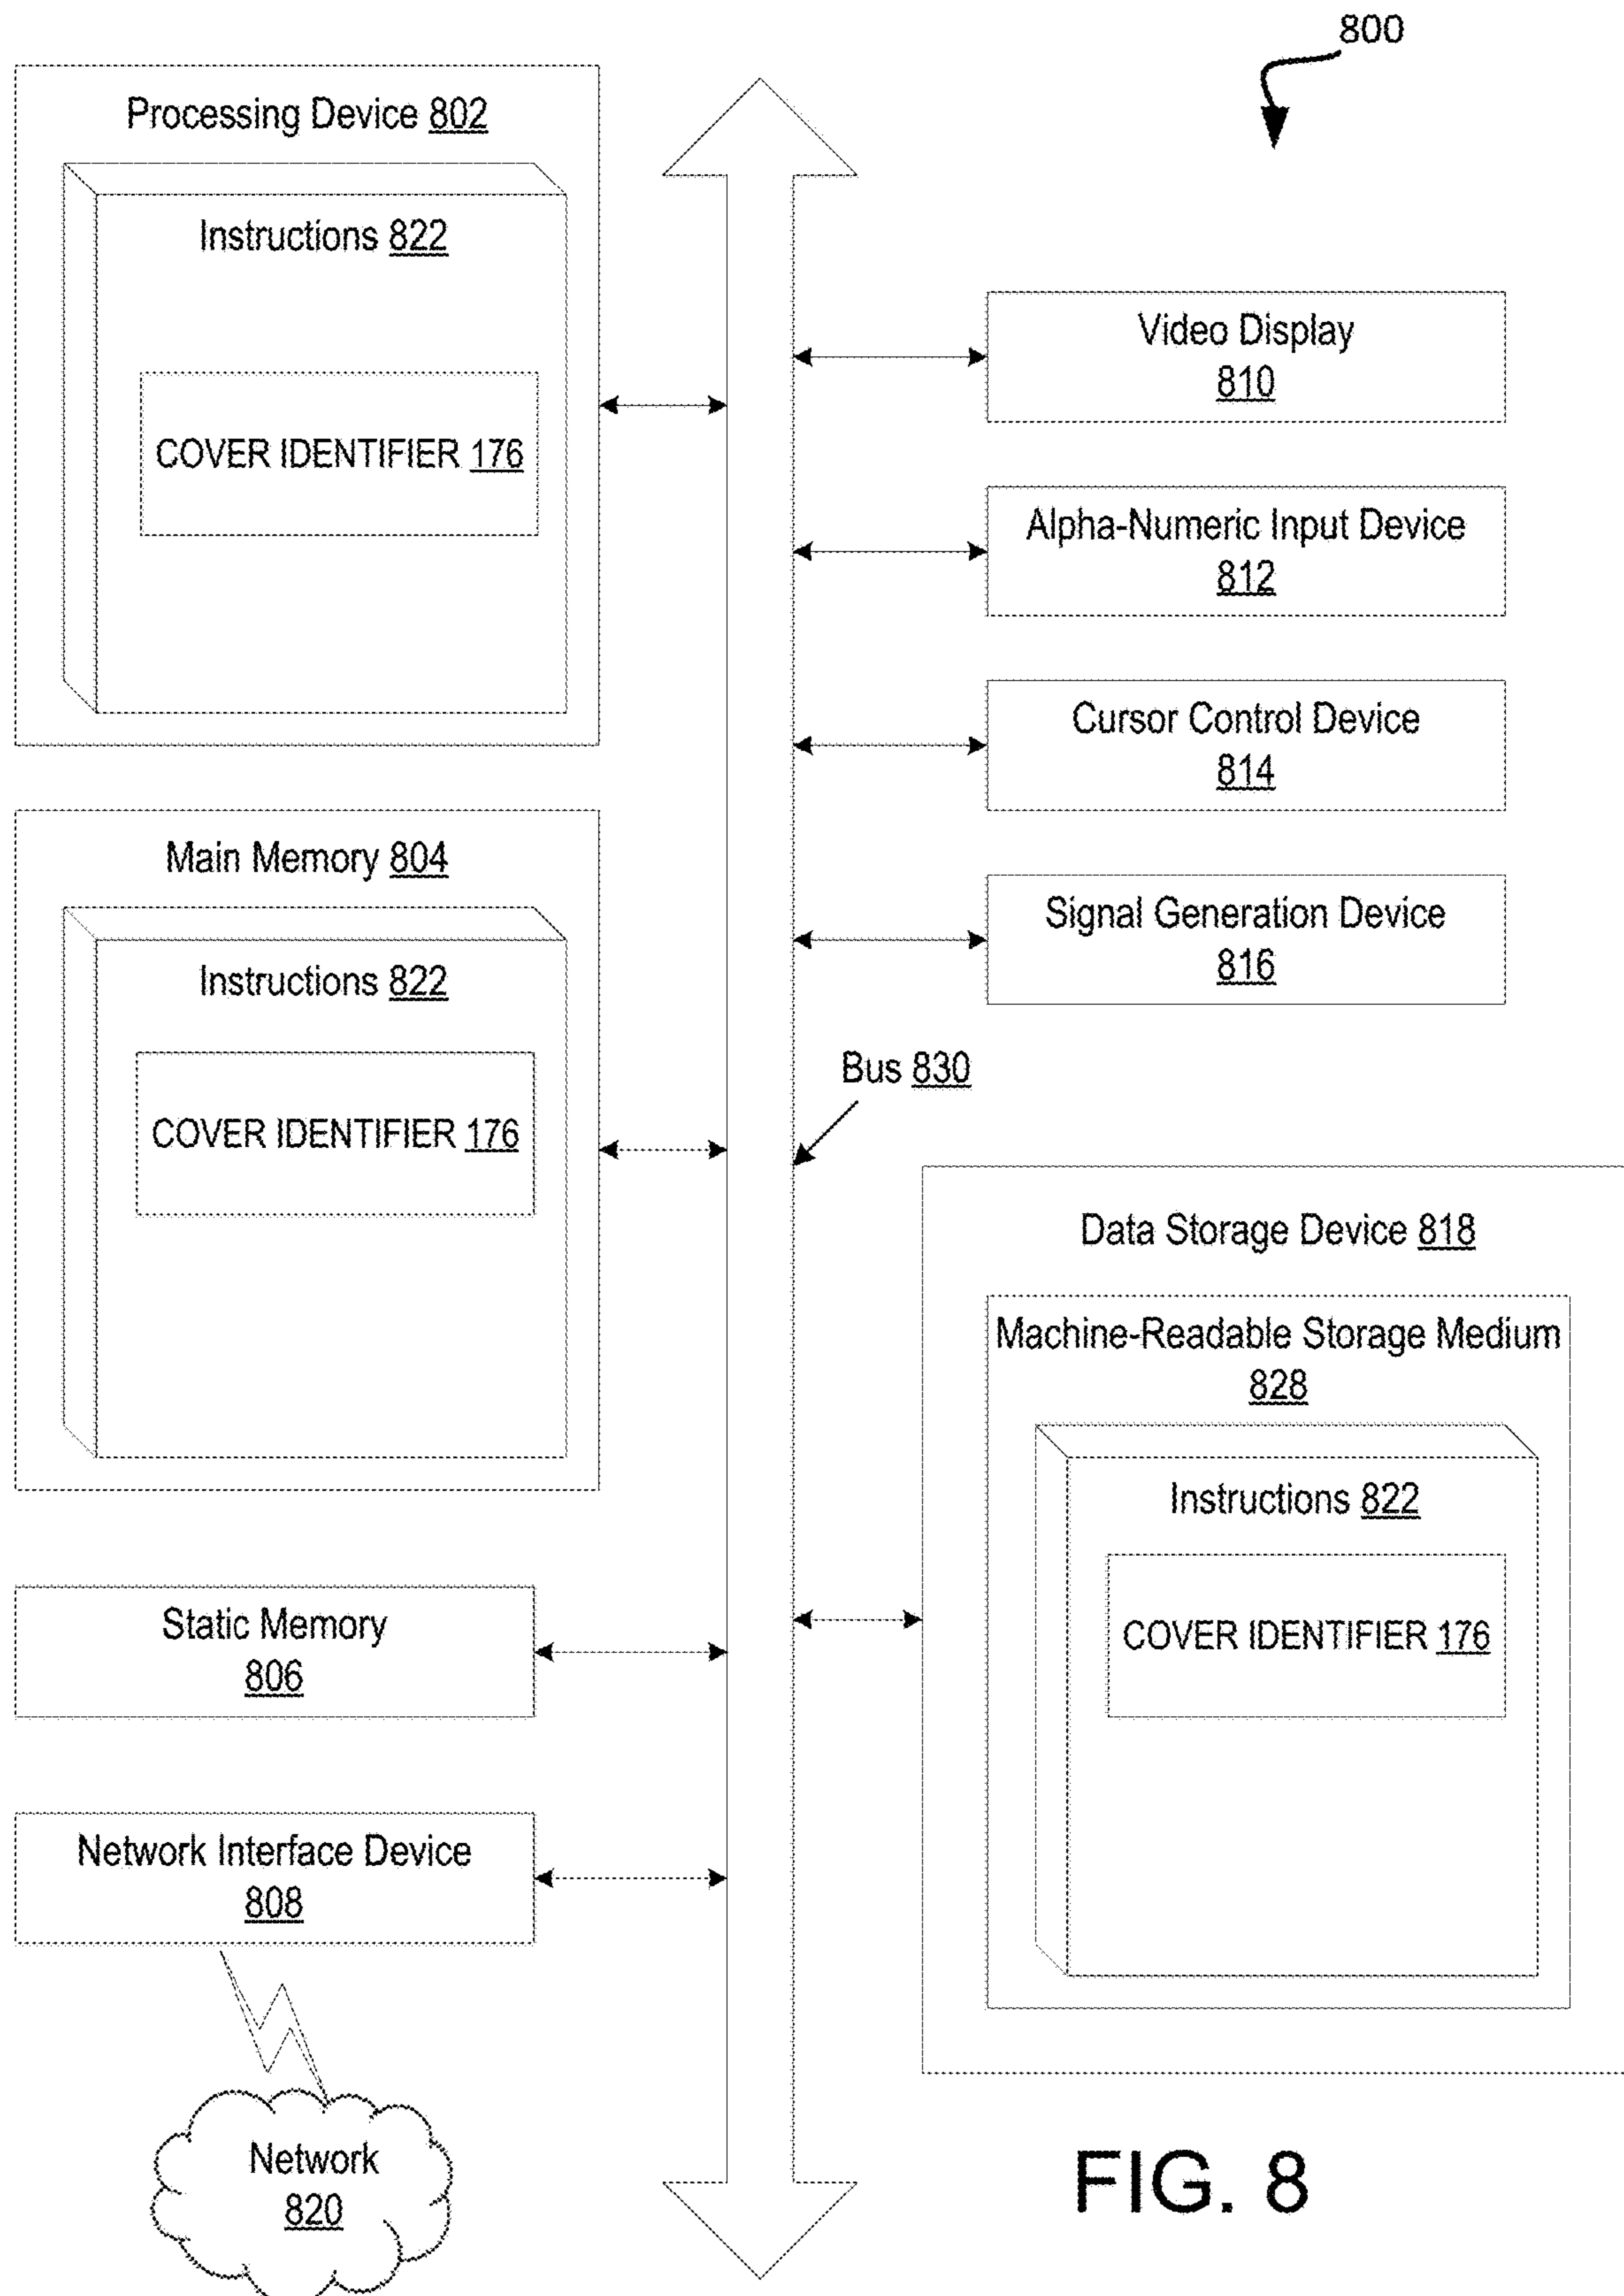 800
Processing Device 802
Instructions 822
COVER IDENTIFIER 176
Video Display
810
Alpha-Numeric Input Device
812
Cursor Control Device
814
Main Memory 804
Instructions 822
COVER IDENTIFIER 176
Signal Generation Device
816
Bus 830
Data Storage Device 818
Machine-Readable Storage Medium
828
Instructions 822
COVER IDENTIFIER 176
Static Memory
806
Network Interface Device
808
Network
820
FIG. 8